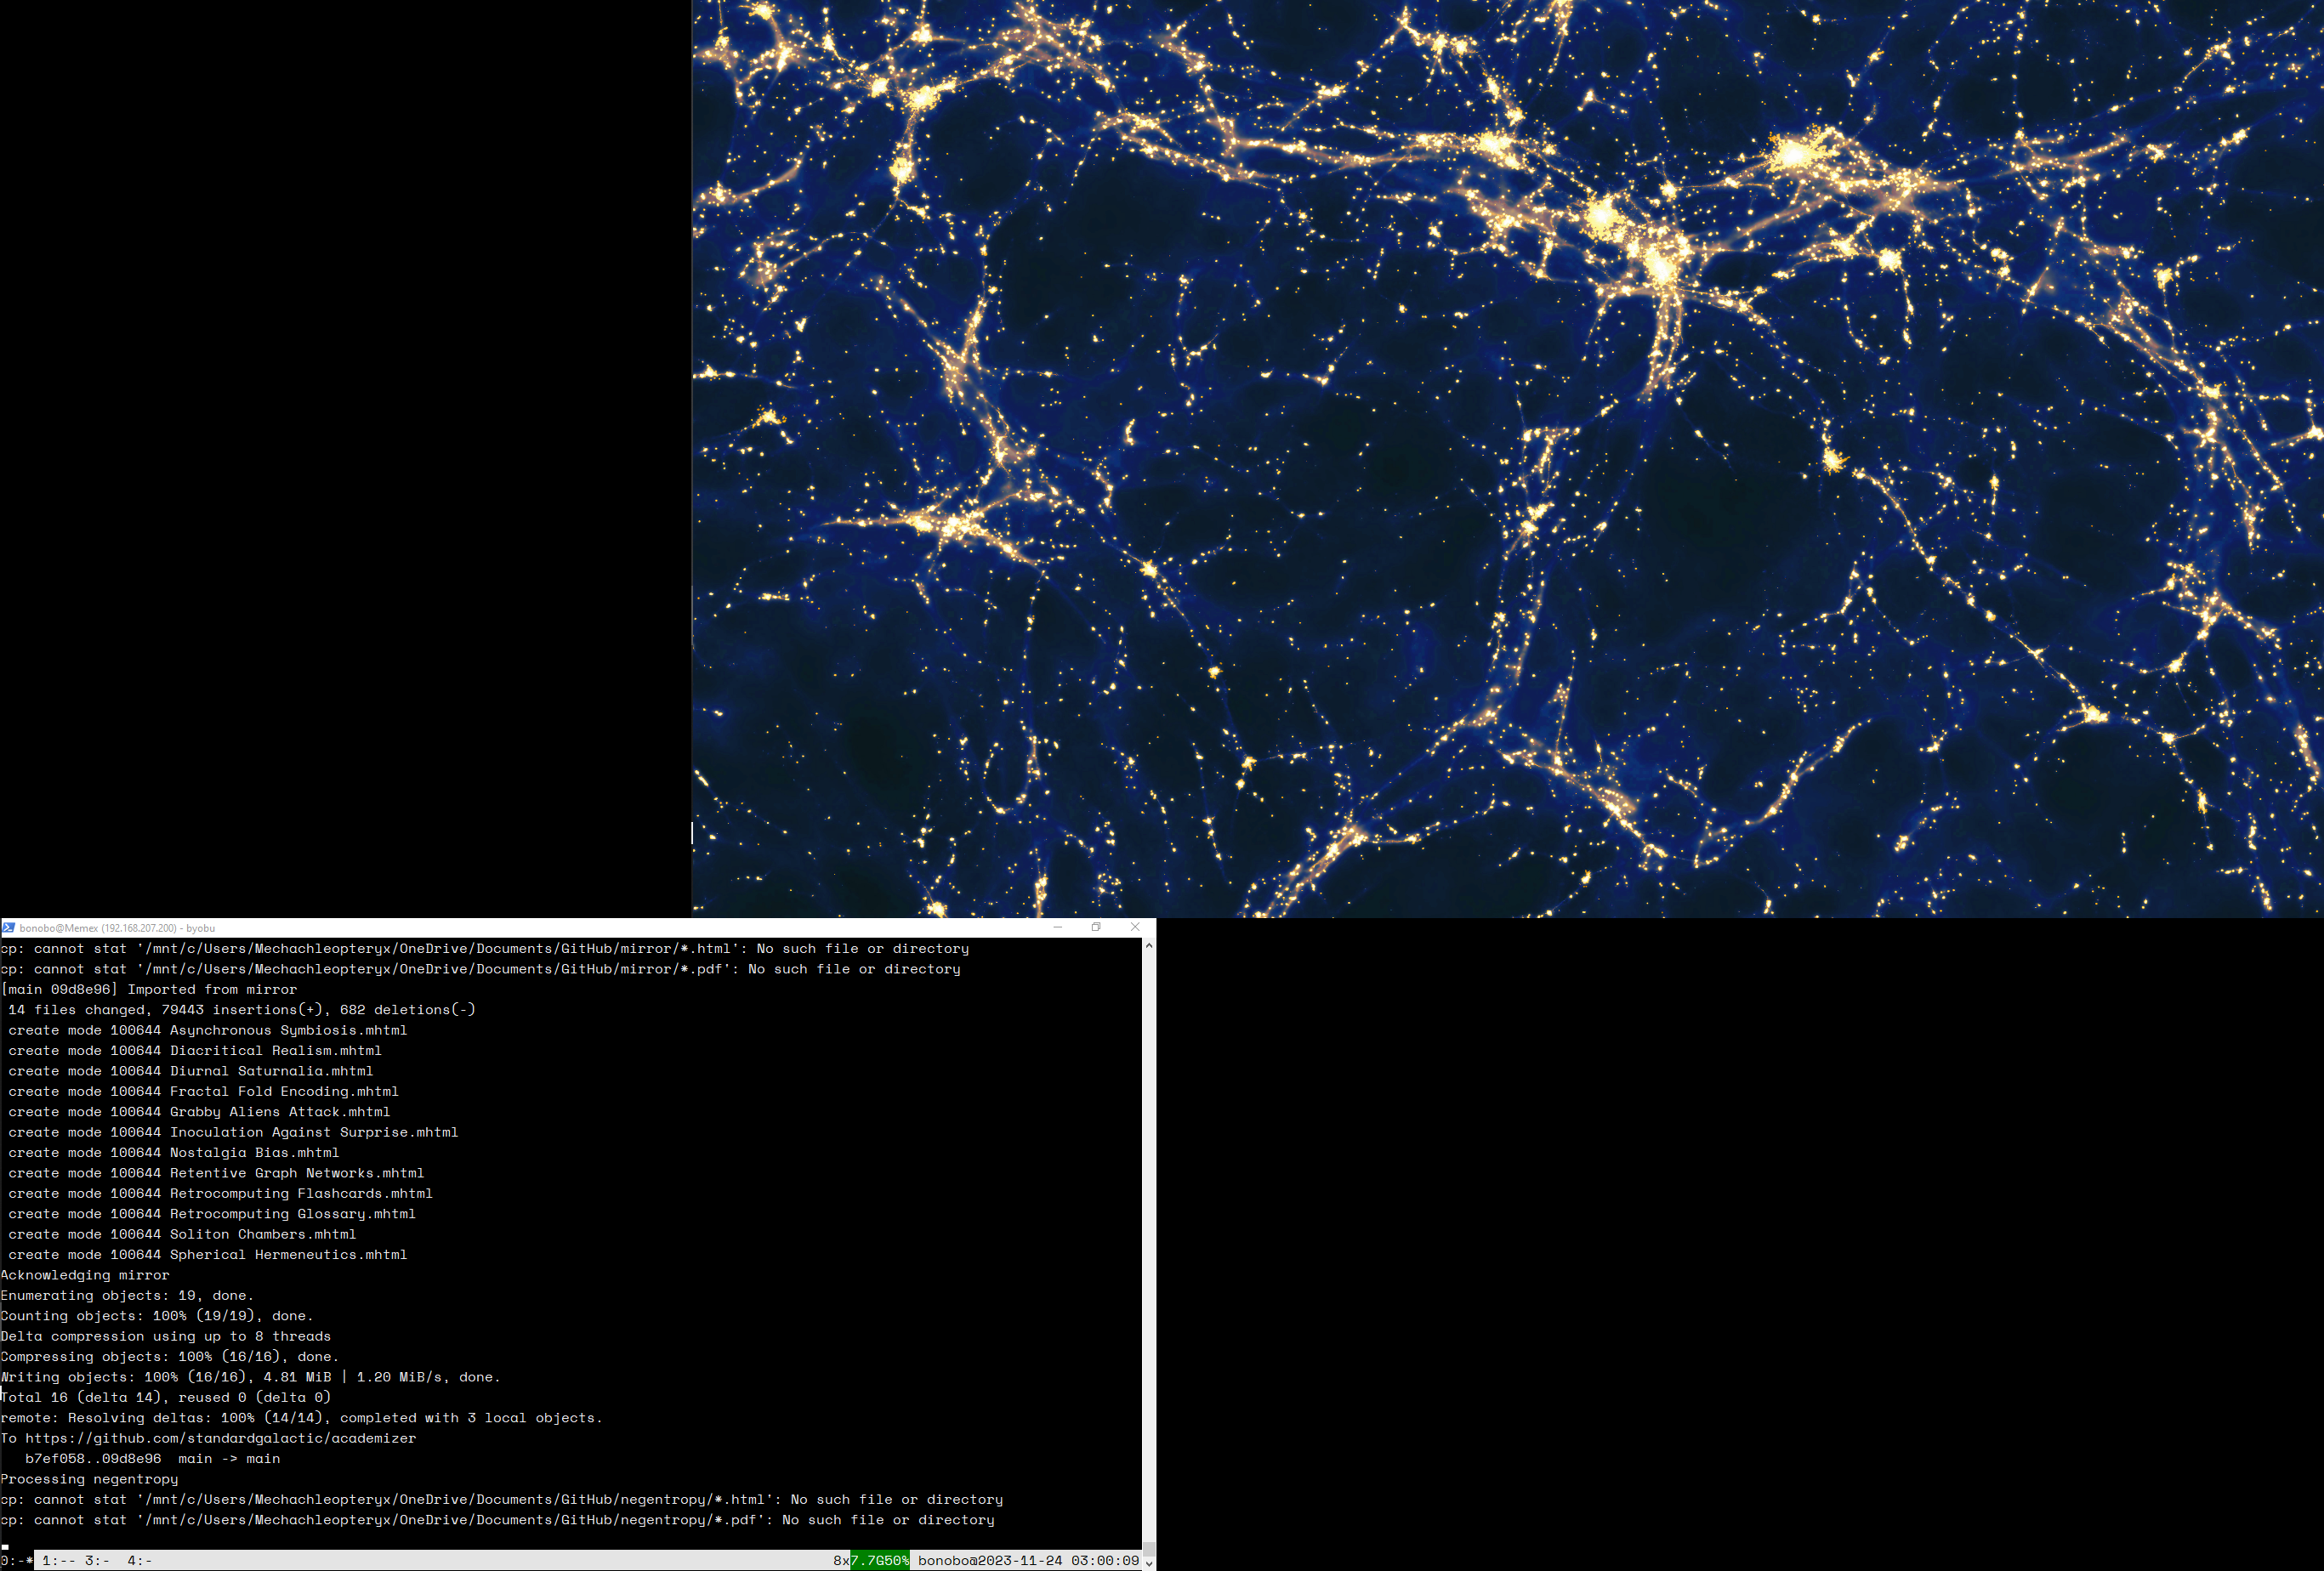 bonobo@Memex (192.168.207.200) - byobu
cp: cannot stat '/mnt/c/Users/Mechachleopteryx/OneDrive/Documents/GitHub/mirror/*.html': No such file or directory
cp: cannot stat '/mnt/c/Users/Mechachleopteryx/OneDrive/Documents/GitHub/mirror/*.pdf': No such file or directory
[main 09d8e96] Imported from mirror
14 files changed, 79443 insertions(+), 682 deletions(-)
create mode 100644 Asynchronous Symbiosis.mhtml
create mode 100644 Diacritical Realism.mhtml
create mode 100644 Diurnal Saturnalia.mhtml
create mode 100644 Fractal Fold Encoding.mhtml
create mode 100644 Grabby Aliens Attack.mhtml
create mode 100644 Inoculation Against Surprise.mhtml
create mode 100644 Nostalgia Bias.mhtml
create mode 100644 Retentive Graph Networks.mhtml
create mode 100644 Retrocomputing Flashcards.mhtml
create mode 100644 Retrocomputing Glossary.mhtml
create mode 100644 Soliton Chambers.mhtml
create mode 100644 Spherical Hermeneutics.mhtml
Acknowledging mirror
Enumerating objects: 19, done.
Counting objects: 100% (19/19), done.
Delta compression using up to 8 threads
Compressing objects: 100% (16/16), done.
Writing objects: 100% (16/16), 4.81 MiB | 1.20 MiB/s, done.
Total 16 (delta 14), reused 0 (delta 0)
remote: Resolving deltas: 100% (14/14), completed with 3 local objects.
To https://github.com/standardgalactic/academizer
b7ef058..09d8e96  main -> main
Processing negentropy
cp: cannot stat '/mnt/c/Users/Mechachleopteryx/OneDrive/Documents/GitHub/negentropy/*.html': No such file or directory
cp: cannot stat '/mnt/c/Users/Mechachleopteryx/OneDrive/Documents/GitHub/negentropy/*.pdf': No such file or directory
0:-* 1:-- 3:-  4:- 8x7.7G50% bonobo@2023-11-24 03:00:09